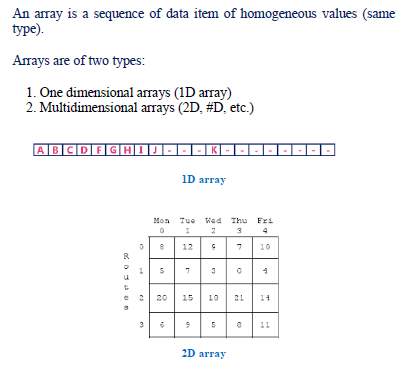 An array is a sequence of data item of homogeneous values (same
type).
Arrays are of two types:
1. One dimensional arrays (1D array)
2. Multidimensional arrays (2D, #D, etc.)
A B C D F G H I J - - - K - - - - - - - -
1D array
Mon Tue Wed Thu Fri
0 1 2 3 4
Routes
0 8 12 9 7 10
1 5 7 3 0 4
2 20 15 18 21 14
3 6 9 5 8 11
2D array